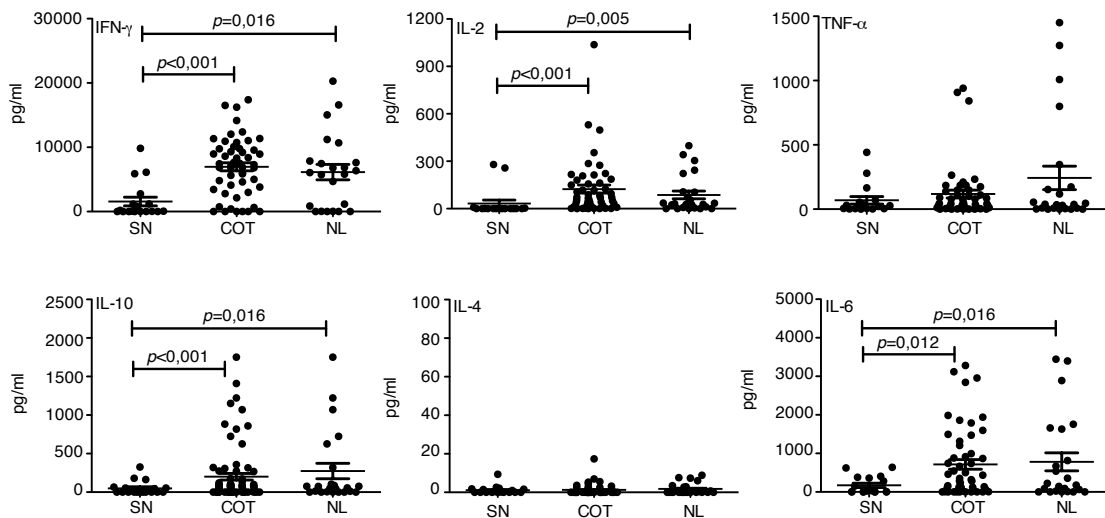 IFN-γ
30000
20000
10000
0
pg/ml
p=0,016
p<0,001
SN COT NL
IL-2
1200
900
600
300
0
pg/ml
p=0,005
p<0,001
SN COT NL
TNF-α
1500
1000
500
0
pg/ml
SN COT NL
IL-10
2500
2000
1500
1000
500
0
pg/ml
p=0,016
p<0,001
SN COT NL
IL-4
100
80
60
40
20
0
pg/ml
SN COT NL
IL-6
5000
4000
3000
2000
1000
0
pg/ml
p=0,016
p=0,012
SN COT NL